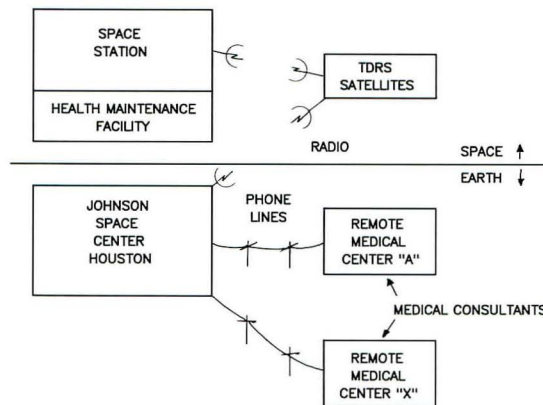 SPACE
STATION
HEALTH MAINTENANCE
FACILITY
TDRS
SATELLITES
RADIO
SPACE
EARTH
JOHNSON
SPACE
CENTER
HOUSTON
PHONE
LINES
REMOTE
MEDICAL
CENTER "A"
MEDICAL CONSULTANTS
REMOTE
MEDICAL
CENTER "X"